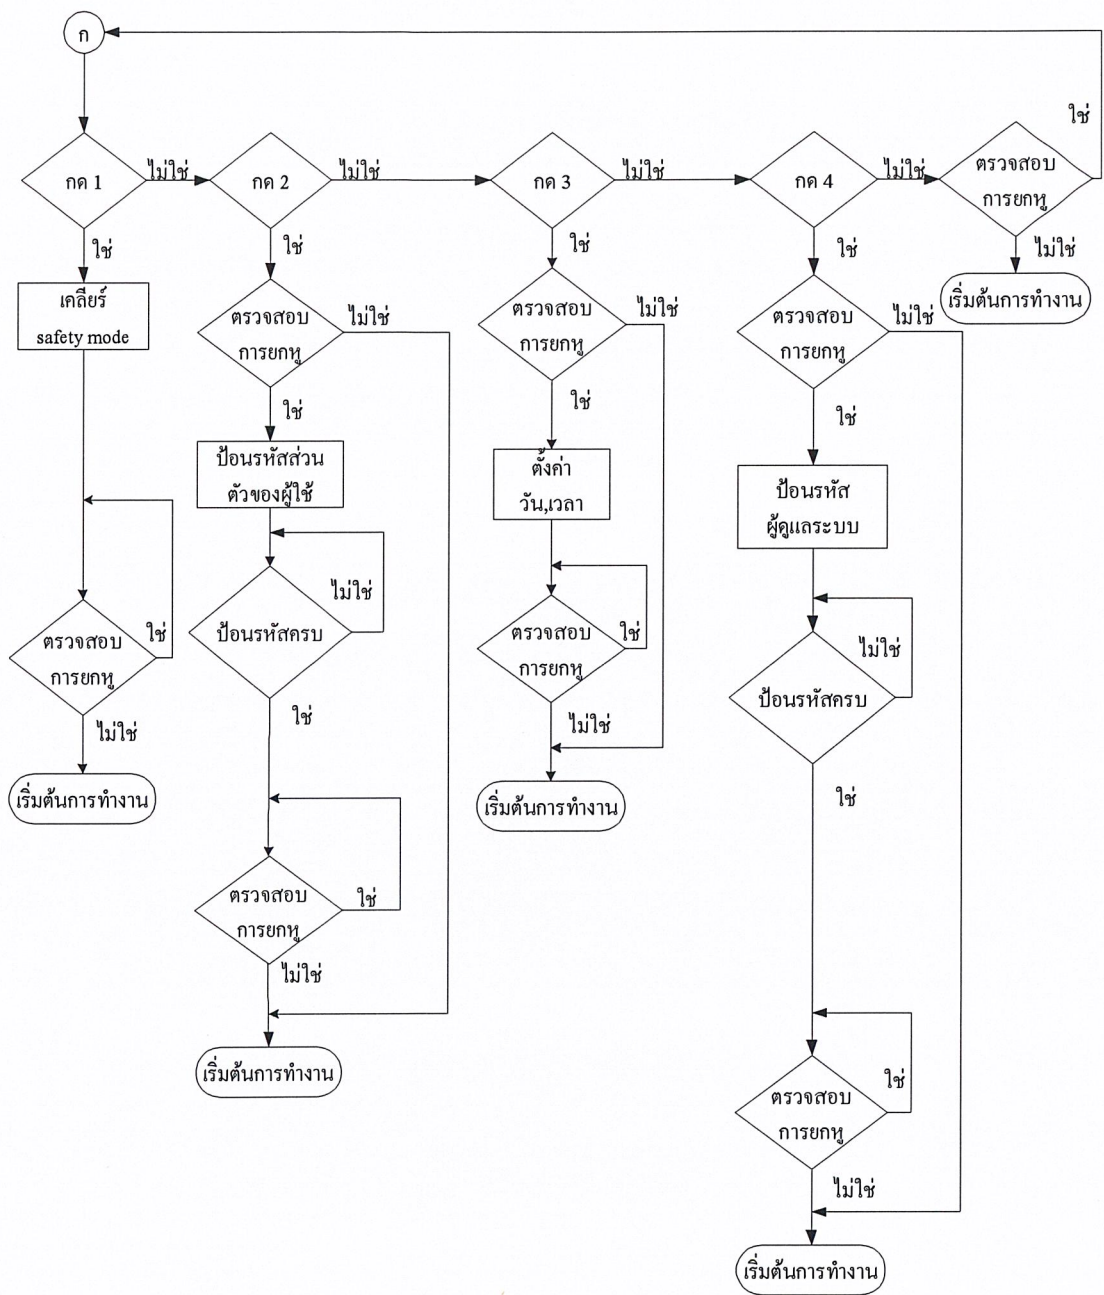 ก
ใช่
กด 1
ไม่ใช่
กด 2
ไม่ใช่
กด 3
ไม่ใช่
กด 4
ไม่ใช่
ตรวจสอบ
การยกหู
ใช่
ใช่
ใช่
ใช่
ไม่ใช่
เคลียร์
safety mode
ตรวจสอบ
การยกหู
ไม่ใช่
ตรวจสอบ
การยกหู
ไม่ใช่
ตรวจสอบ
การยกหู
ไม่ใช่
เริ่มต้นการทำงาน
ใช่
ใช่
ใช่
ป้อนรหัสส่วน
ตัวของผู้ใช้
ตั้งค่า
วัน,เวลา
ป้อนรหัส
ผู้ดูแลระบบ
ตรวจสอบ
การยกหู
ใช่
ป้อนรหัสครบ
ไม่ใช่
ตรวจสอบ
การยกหู
ใช่
ป้อนรหัสครบ
ไม่ใช่
ไม่ใช่
ใช่
ไม่ใช่
ใช่
เริ่มต้นการทำงาน
เริ่มต้นการทำงาน
ตรวจสอบ
การยกหู
ใช่
ไม่ใช่
เริ่มต้นการทำงาน
ตรวจสอบ
การยกหู
ใช่
ไม่ใช่
เริ่มต้นการทำงาน